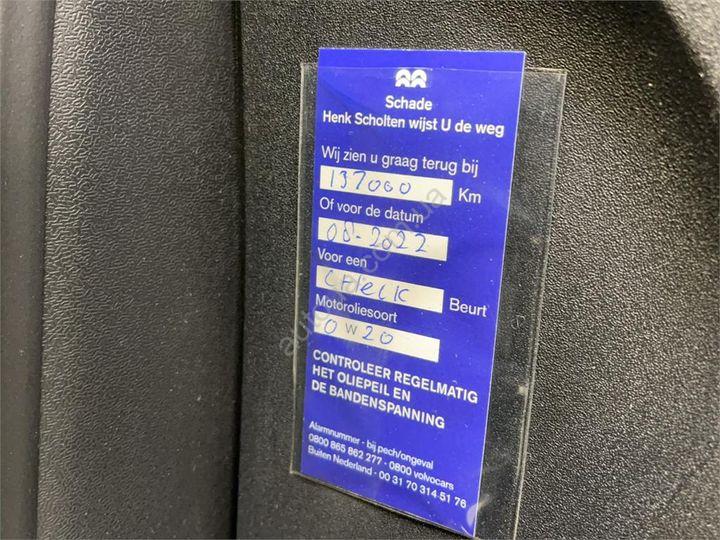 Schade
Henk Scholten wijst U de weg
Wij zien u graag terug bij
137000 Km
Of voor de datum
08-2022
Voor een
CHeck Beurt
Motoroliesoort
0 W 20
CONTROLEER REGELMATIG
HET OLIEPEIL EN
DE BANDENSPANNING
Alarmnummer - bij pech/ongeval
0800 865 862 277 - 0800 volvocars
Buiten Nederland - 00 31 70 314 51 76